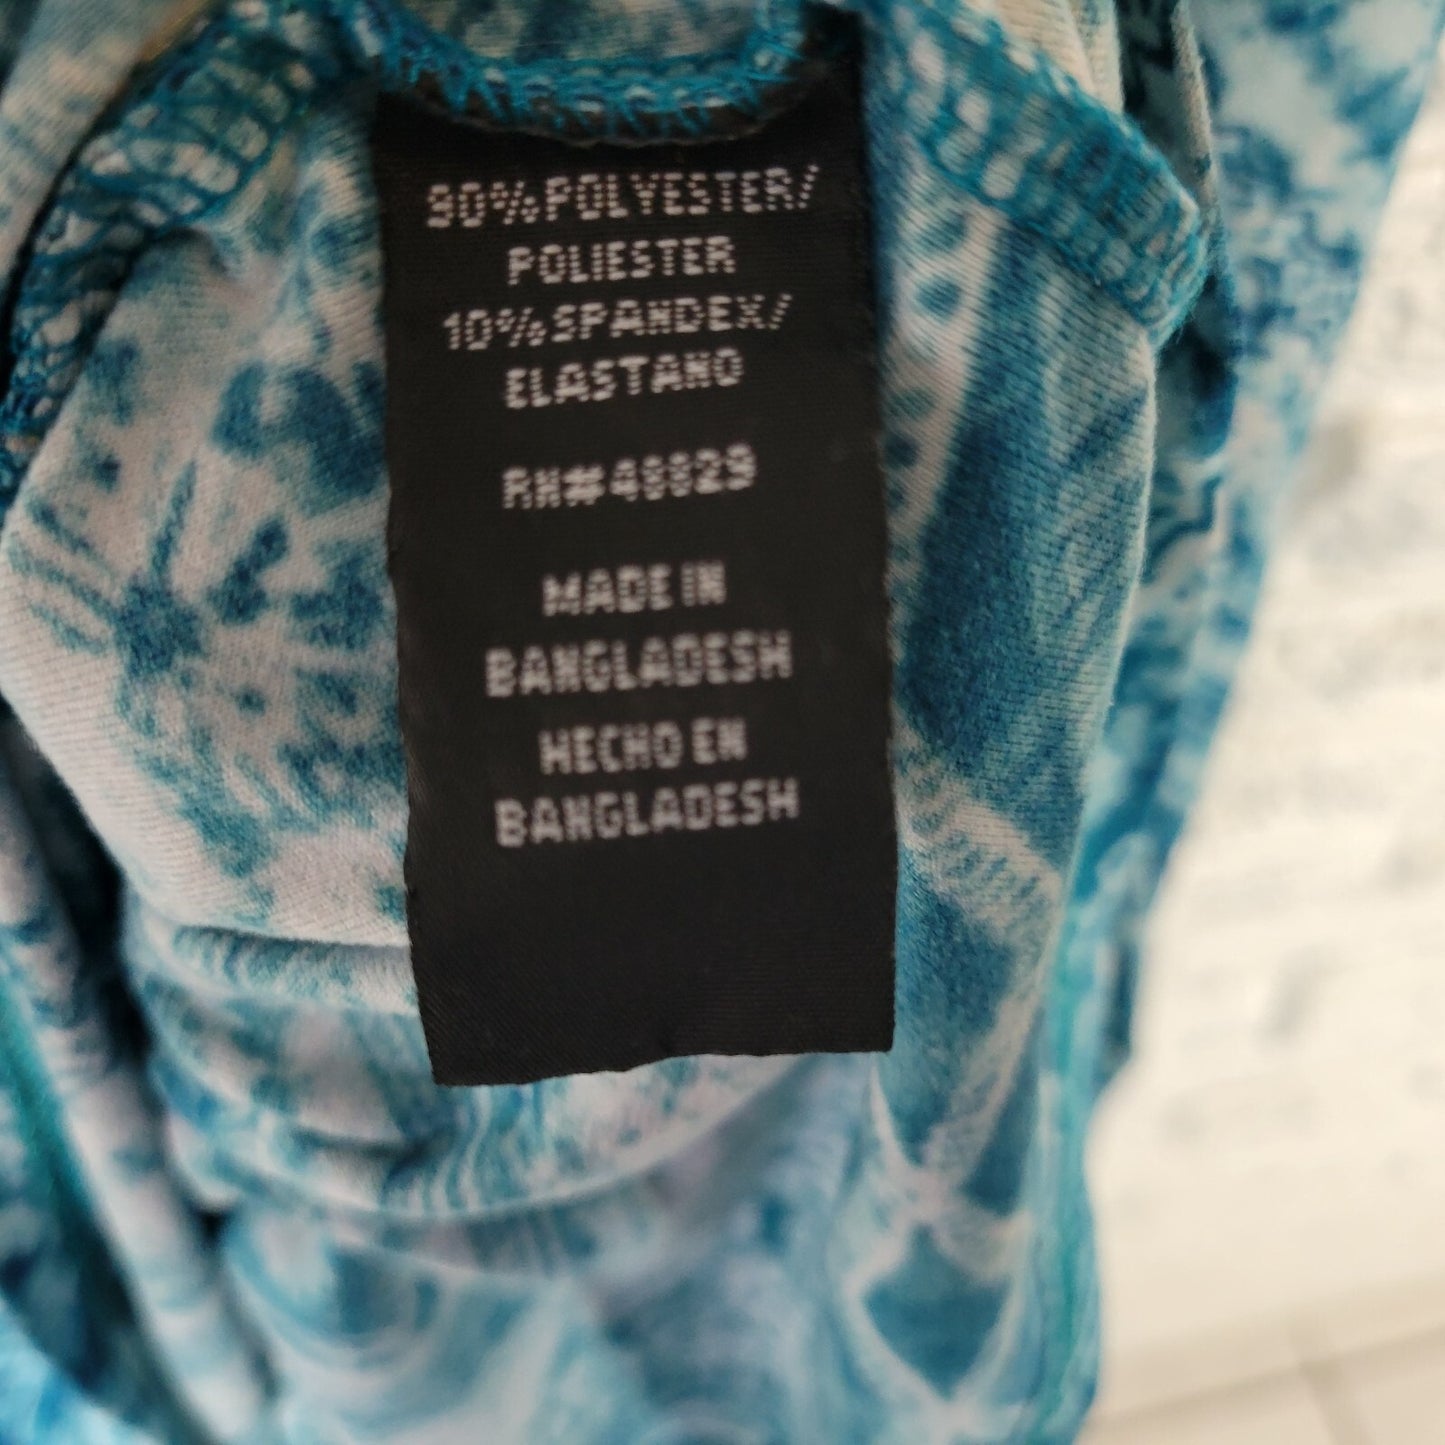 90%POLYESTER/
POLIESTER
10%SPANDEX/
ELASTANO
RN#48829
MADE IN
BANGLADESH
HECHO EN
BANGLADESH